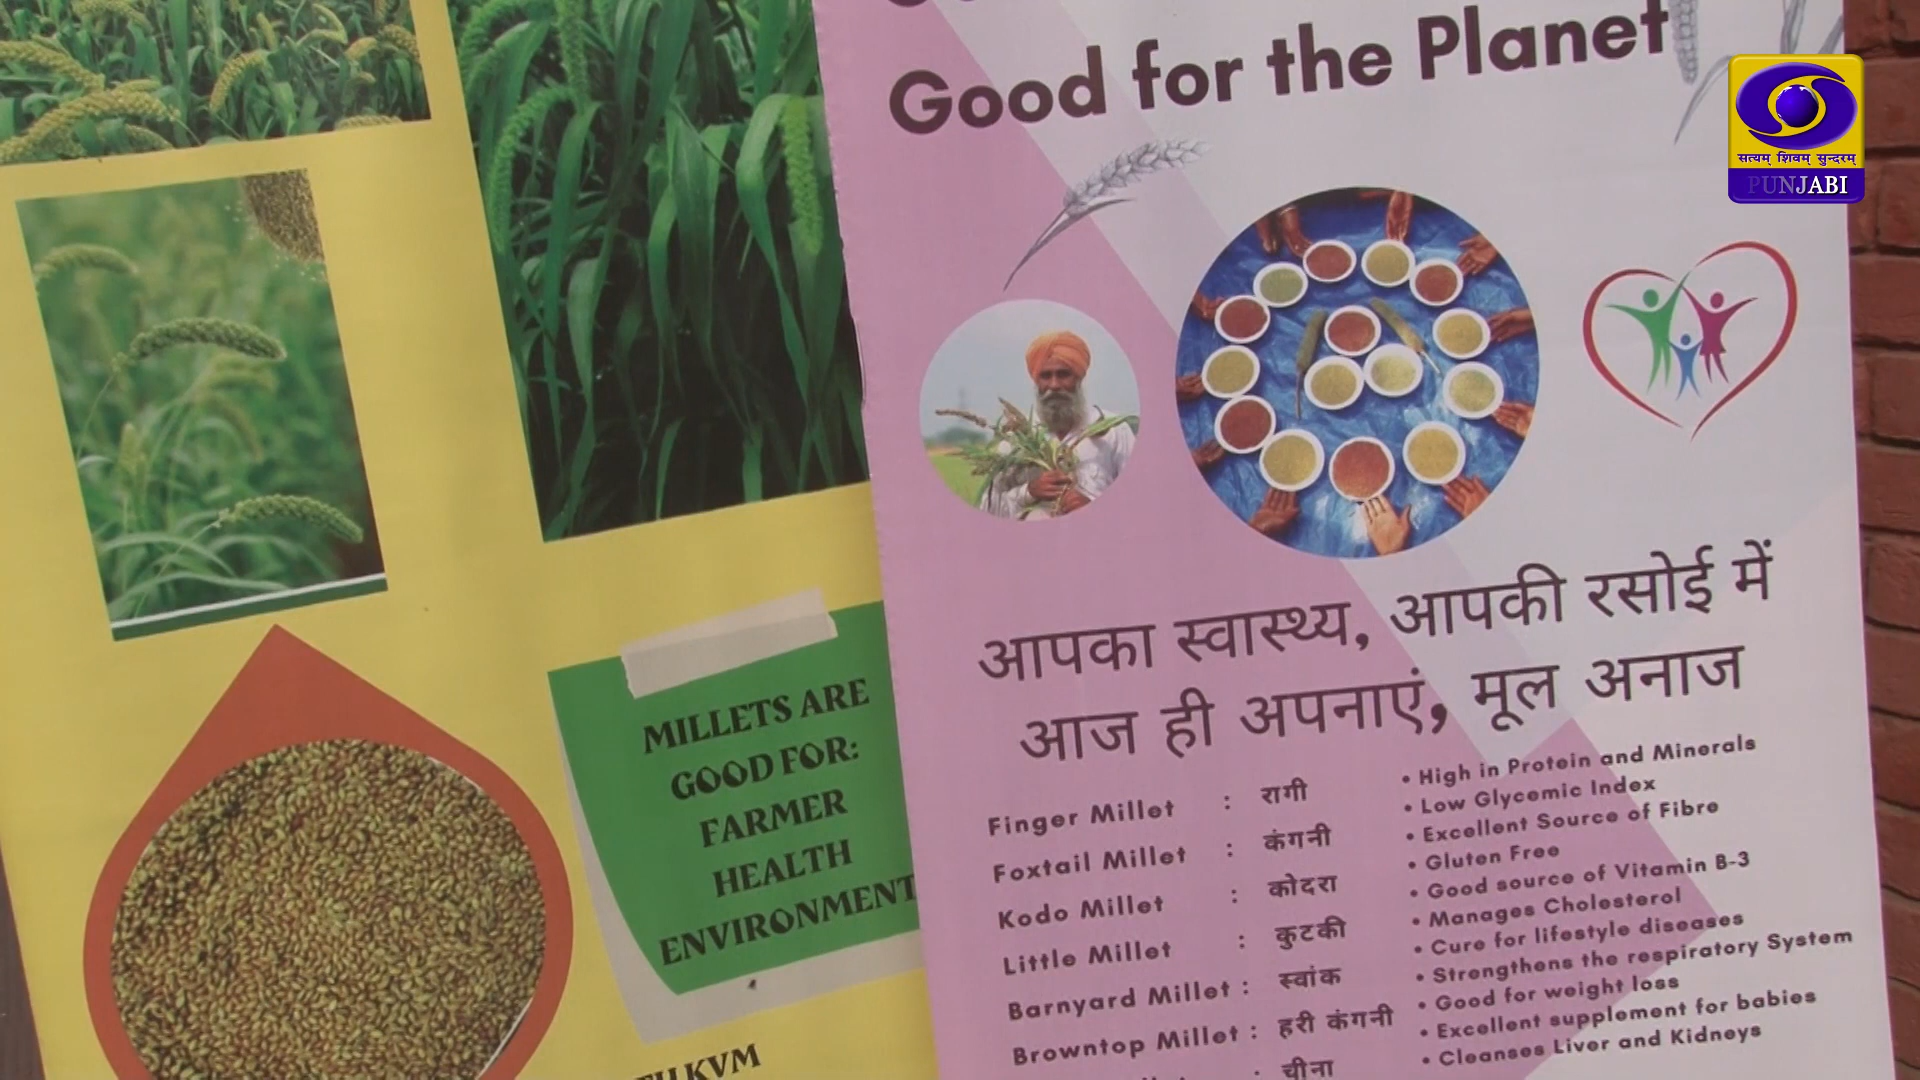 Good for the Planet
सत्यम् शिवम् सुन्दरम्
PUNJABI
आपका स्वास्थ्य, आपकी रसोई में
आज ही अपनाएं, मूल अनाज
MILLETS ARE
GOOD FOR:
FARMER
HEALTH
ENVIRONMENT
KVM
Finger Millet : रागी
Foxtail Millet : कंगनी
Kodo Millet : कोदरा
Little Millet : कुटकी
Barnyard Millet : स्वांक
Browntop Millet : हरी कंगनी
: चीना
• High in Protein and Minerals
• Low Glycemic Index
• Excellent Source of Fibre
• Gluten Free
• Good source of Vitamin B-3
• Manages Cholesterol
• Cure for lifestyle diseases
• Strengthens the respiratory System
• Good for weight loss
• Excellent supplement for babies
• Cleanses Liver and Kidneys